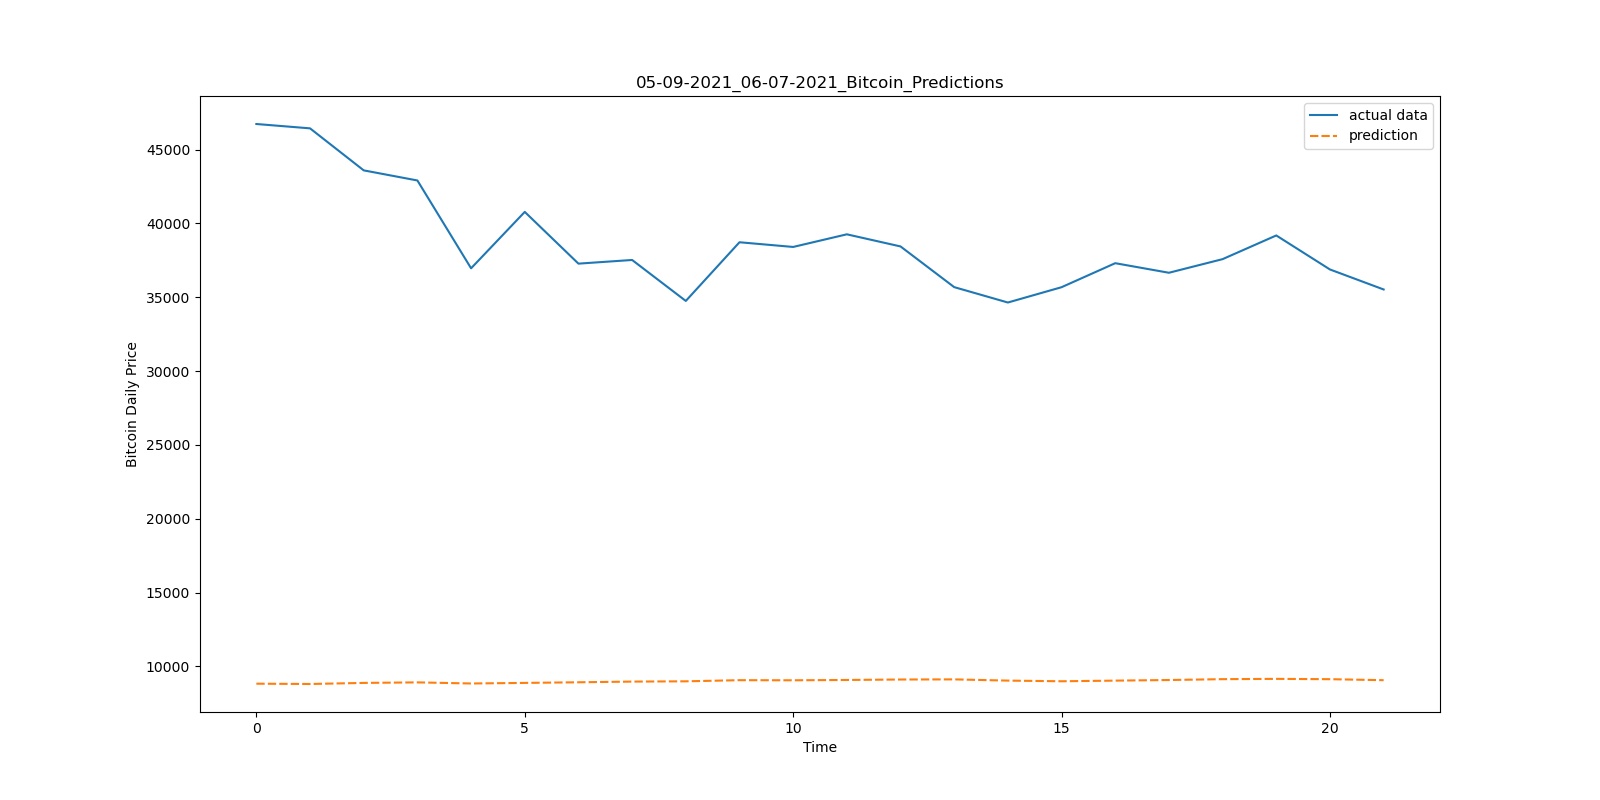 05-09-2021_06-07-2021_Bitcoin_Predictions
actual data
prediction
Bitcoin Daily Price
45000
40000
35000
30000
25000
20000
15000
10000
0 5 10 15 20
Time